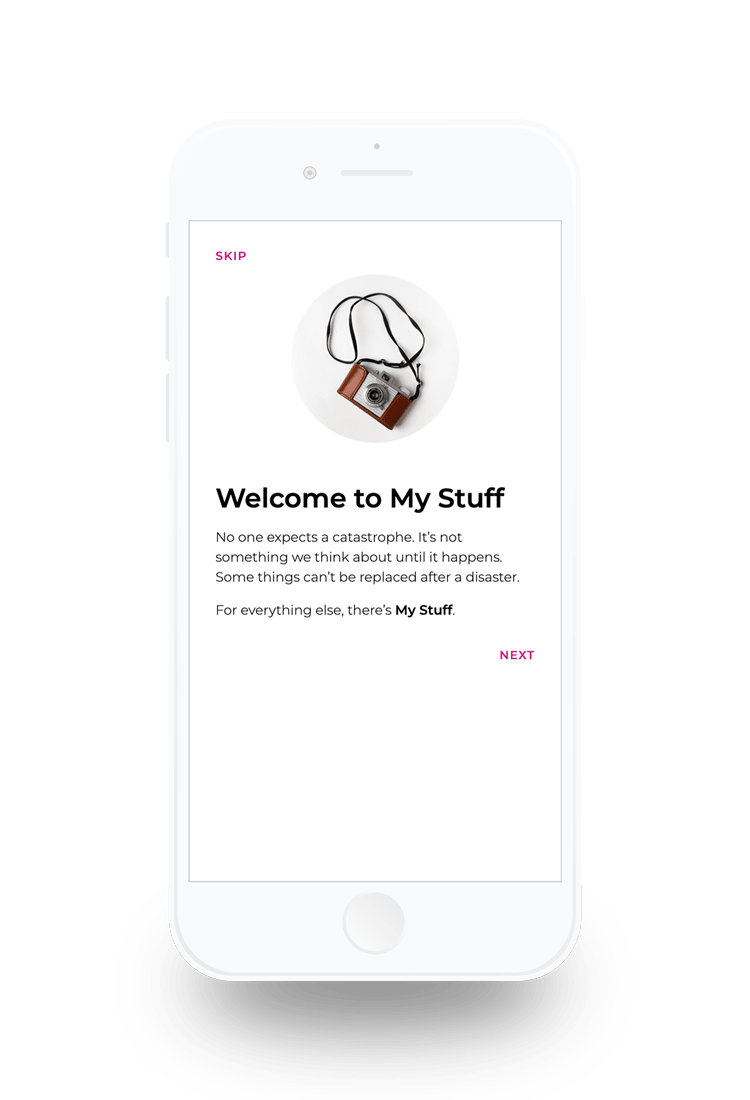 SKIP
Welcome to My Stuff
No one expects a catastrophe. It’s not
something we think about until it happens.
Some things can’t be replaced after a disaster.
For everything else, there’s My Stuff.
NEXT